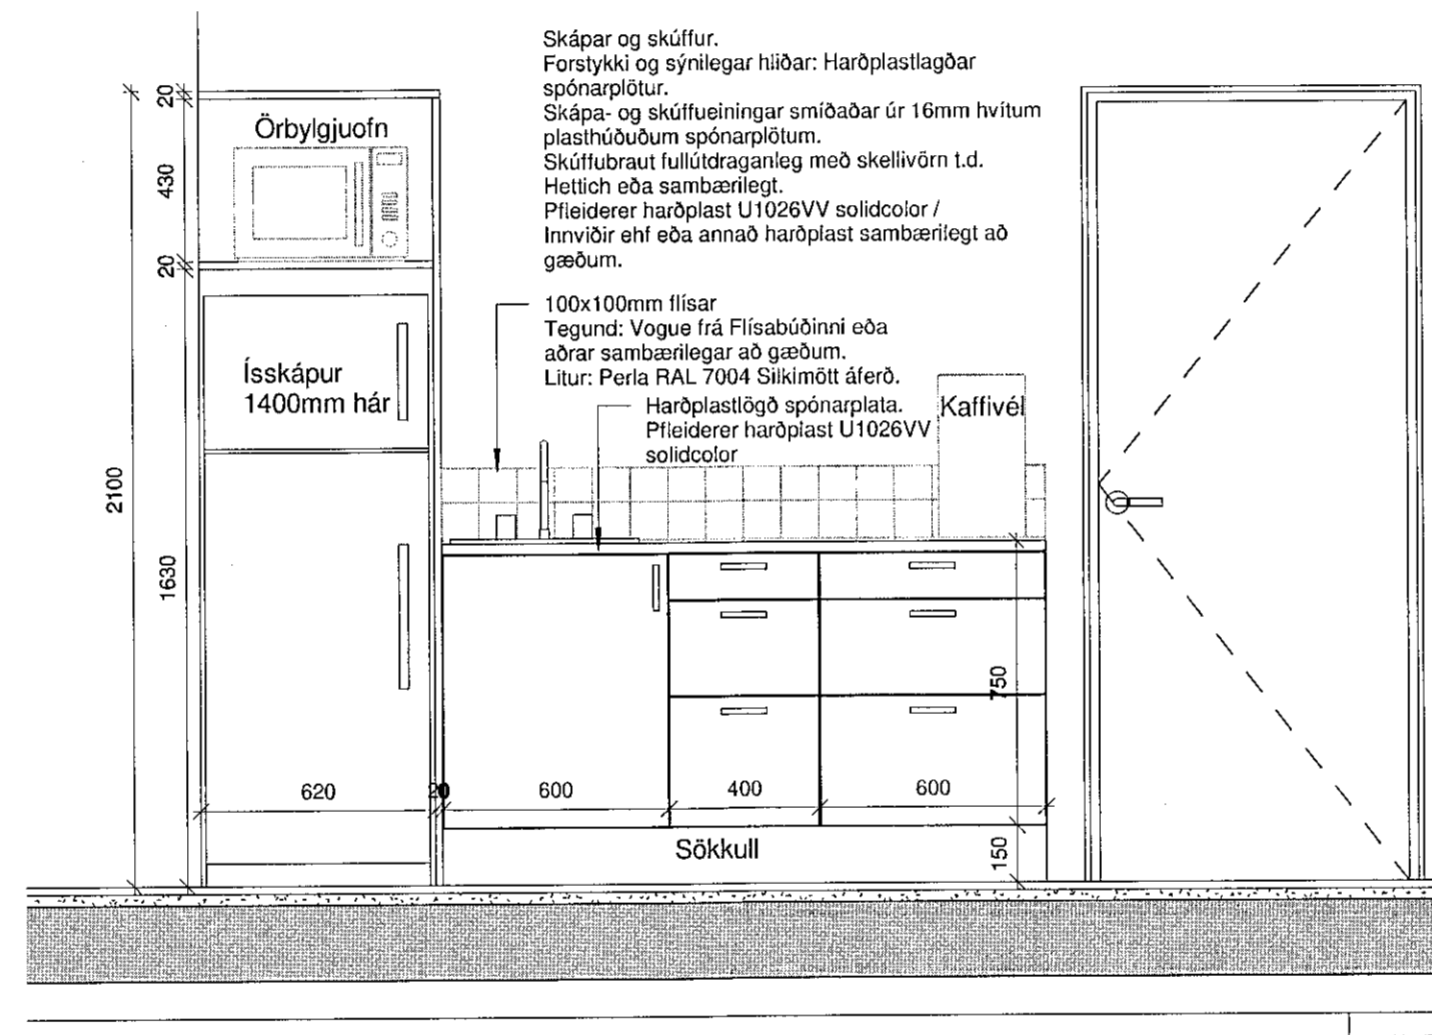 Skápar og skúffur.
Forstykki og sýnilegar hliðar: Harðplastlagðar
spónarplötur.
Skápa- og skúffueiningar smíðaðar úr 16mm hvítum
plasthúðuðum spónarplötum.
Skúffubraut fullútdraganleg með skellivörn t.d.
Hettich eða sambærilegt.
Pfleiderer harðplast U1026VV solidcolor /
Innviðir ehf eða annað harðplast sambærilegt að
gæðum.
100x100mm flísar
Tegund: Vogue frá Flísabúðinni eða
aðrar sambærilegar að gæðum.
Litur: Perla RAL 7004 Silkimött áferð.
Harðplastlögð spónarplata.
Pfleiderer harðplast U1026VV
solidcolor
Kaffivél
Örbylgjuofn
Ísskápur
1400mm hár
20
430
20
2100
1630
620
20
600
400
600
750
150
Sökkull